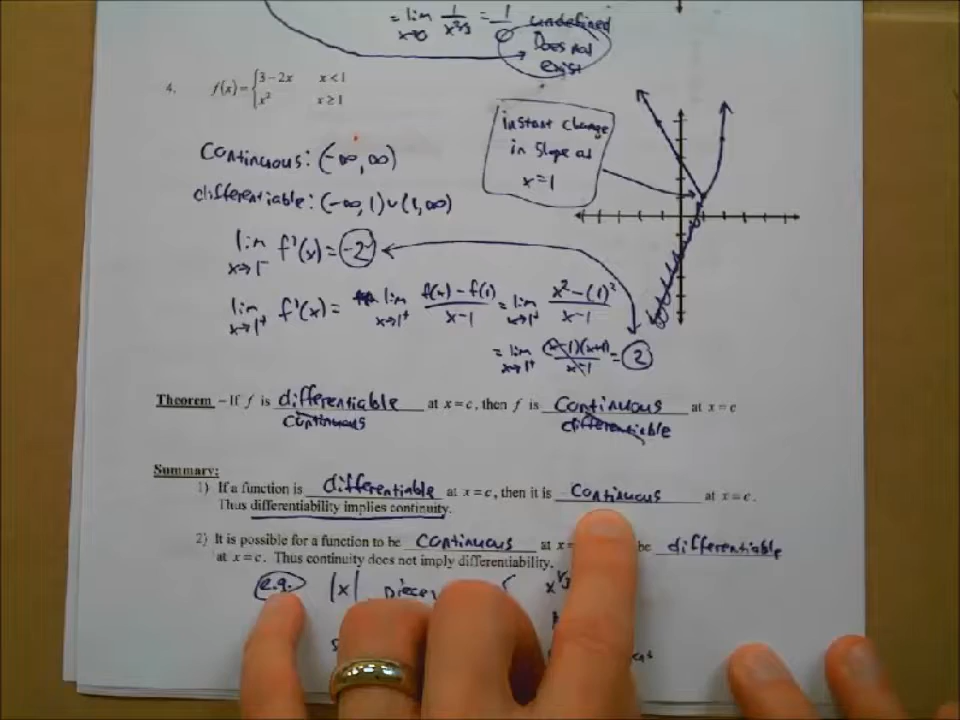 = lim x→0 1/x^2/3 = 1/0 undefined
Does not
exist
4. f(x) = { 3 − 2x x < 1
x² x ≥ 1
instant change
in slope at
x = 1
Continuous: (−∞, ∞)
differentiable: (−∞, 1) ∪ (1, ∞)
lim x→1⁻ f'(x) = −2
lim x→1⁺ f'(x) = lim x→1⁺ f(x) − f(1) / x − 1 = lim x→1⁺ x² − (1)² / x − 1
= lim x→1⁺ (x−1)(x+1) / x−1 = 2
Theorem – If f is differentiable at x = c, then f is Continuous at x = c
continuous differentiable
Summary:
1) If a function is differentiable at x = c, then it is Continuous at x = c.
Thus differentiability implies continuity.
2) It is possible for a function to be Continuous at x= be differentiable
at x = c. Thus continuity does not imply differentiability.
e.g. |x| x^1/3